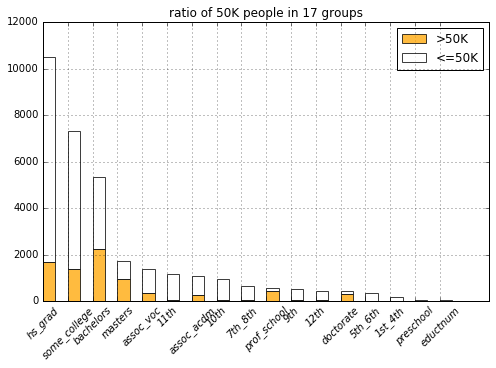 ratio of 50K people in 17 groups
>50K
<=50K
12000
10000
8000
6000
4000
2000
0
hs_grad
some_college
bachelors
masters
assoc_voc
11th
assoc_acdm
10th
7th_8th
prof_school
9th
12th
doctorate
5th_6th
1st_4th
preschool
eductnum